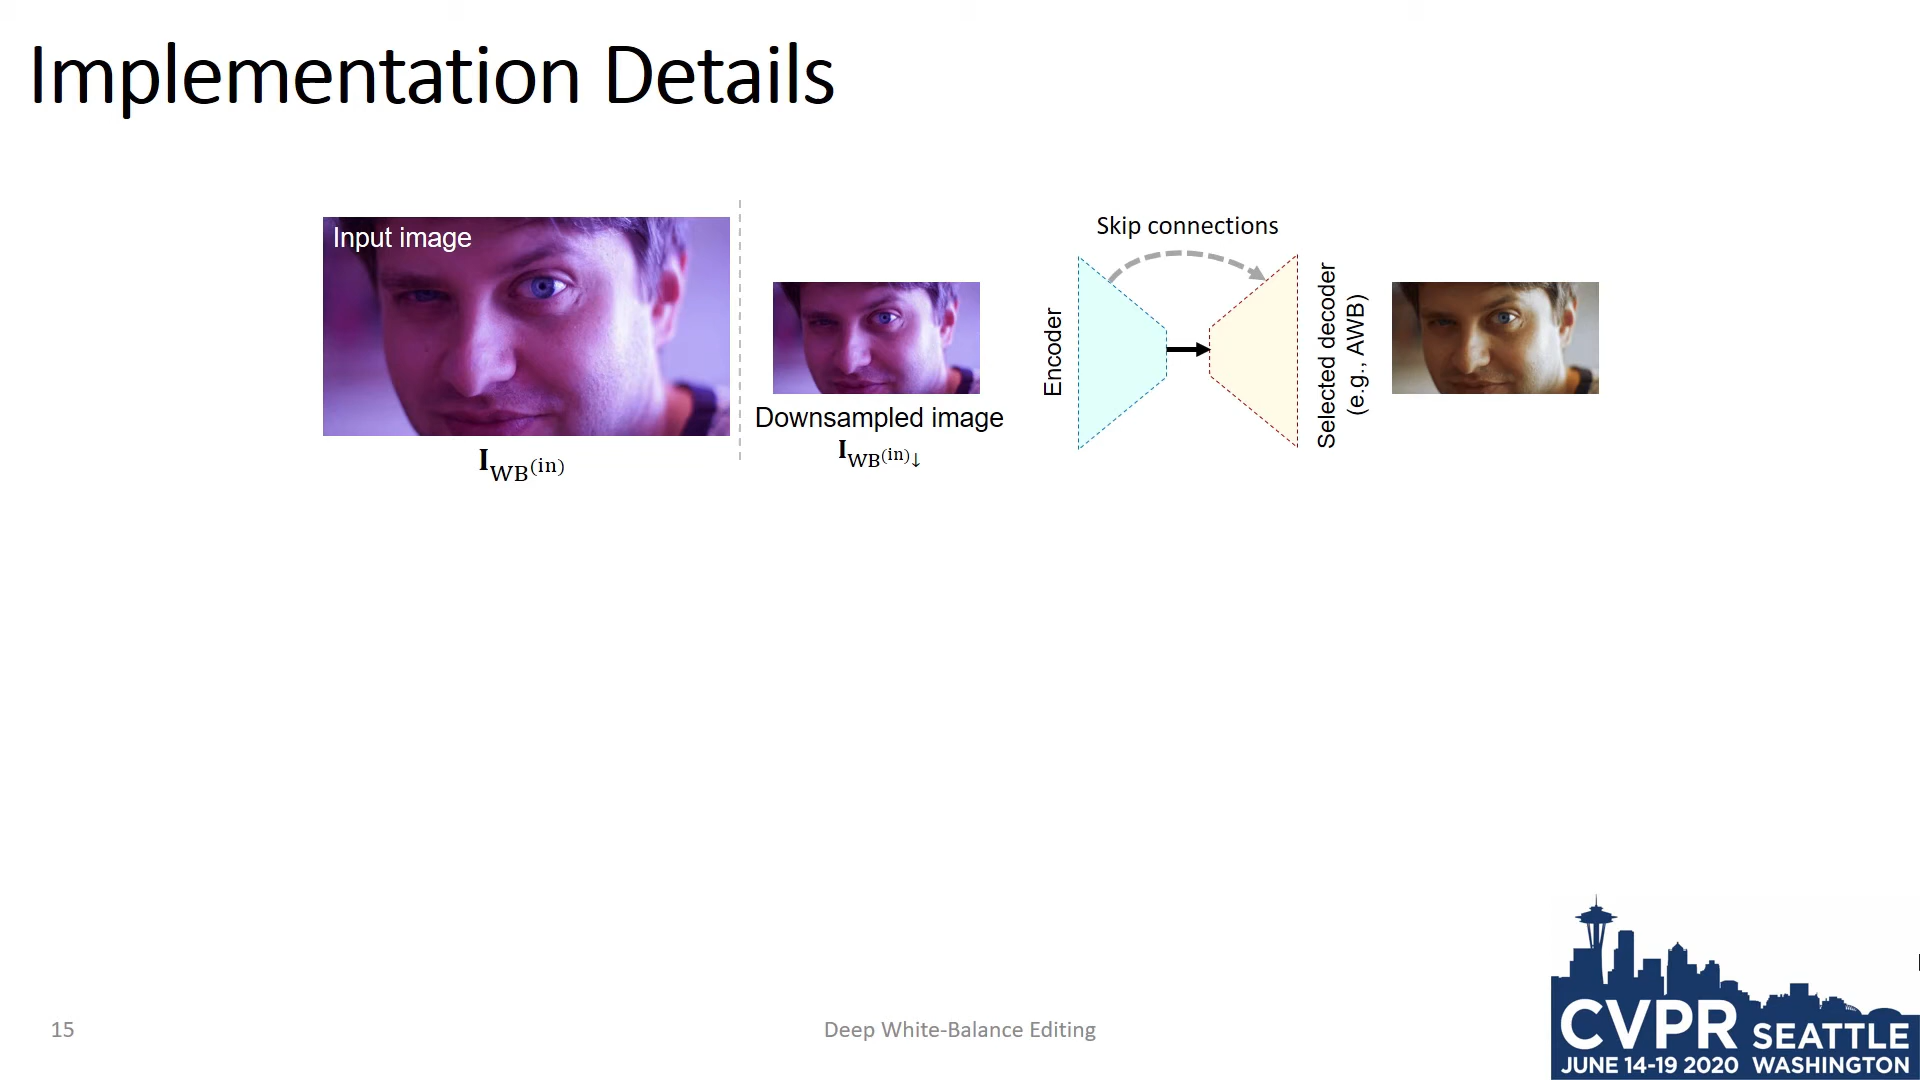 Implementation Details
Input image
I_WB^(in)
Downsampled image
I_WB^(in)↓
Skip connections
Encoder
Selected decoder
(e.g., AWB)
15
Deep White-Balance Editing
CVPR SEATTLE
JUNE 14-19 2020 WASHINGTON